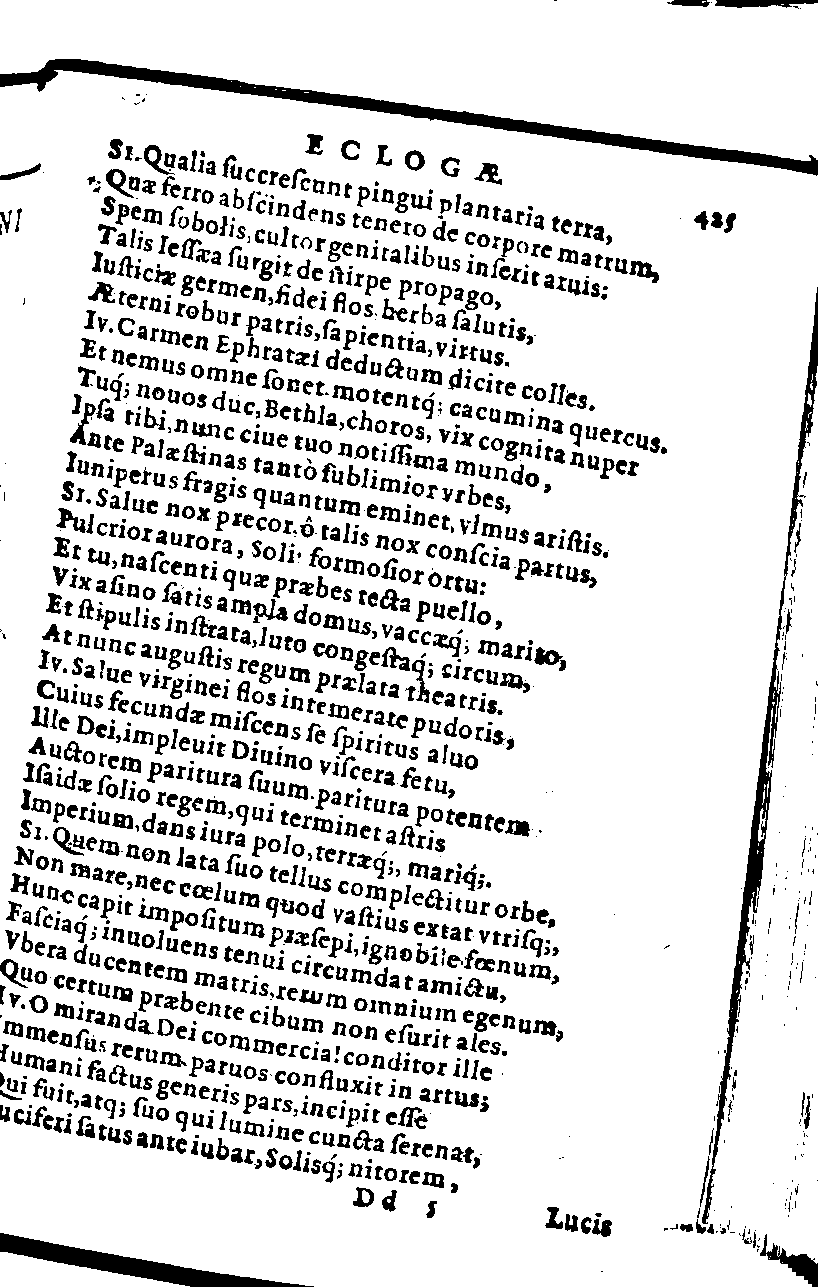 ECLOGÆ
425
NI
SI. Qualia ſuccreſcunt pingui plantaria terra,
Quæ ferro abſcindens tenero de corpore matrum,
Spem ſobolis, cultor genitalibus inſerit aruis:
Talis Ieſſæa ſurgit de ſtirpe propago,
Iuſticiæ germen, fidei flos. herba ſalutis,
Æterni robur patris, ſapientia, virtus.
IV. Carmen Ephratæi deductum dicite colles.
Et nemus omne ſonet. motentq́; cacumina quercus.
Tuq́; nouos duc, Bethla, choros, vix cognita nuper
Ipſa tibi, nunc ciue tuo notiſſima mundo,
Ante Palæſtinas tantò ſublimior vrbes,
Iuniperus fragis quantum eminet, vlmus ariſtis.
SI. Salue nox precor, ô talis nox conſcia partus,
Pulcrior aurora, Soli: formoſior ortu:
Et tu, naſcenti quæ præbes tecta puello,
Vix aſino ſatis ampla domus, vaccæq́; marito,
Et ſtipulis inſtrata, luto congeſtaq́; circum,
At nunc auguſtis regum prælata theatris.
IV. Salue virginei flos intemerate pudoris,
Cuius fecundæ miſcens ſe ſpiritus aluo
Ille Dei, impleuit Diuino viſcera fetu,
Auctorem paritura ſuum. paritura potentem
Iſaidæ ſolio regem, qui terminet aſtris
Imperium, dans iura polo, terræq́;, mariq́;.
SI. Quem non lata ſuo tellus complectitur orbe,
Non mare, nec cœlum quod vaſtius extat vtriſq;,
Hunc capit impoſitum præſepi, ignobile fœnum,
Faſciaq́; inuoluens tenui circumdat amictu,
Vbera ducentem matris, rerum omnium egenum,
Quo certum præbente cibum non eſurit ales.
IV. O miranda Dei commercia! conditor ille
Immenſus rerum paruos confluxit in artus;
Humani factus generis pars, incipit eſſe
Qui fuit, atq; ſuo qui lumine cuncta ſerenat,
Luciferi ſatus ante iubar, Solisq́; nitorem,
Dd 5
Lucis